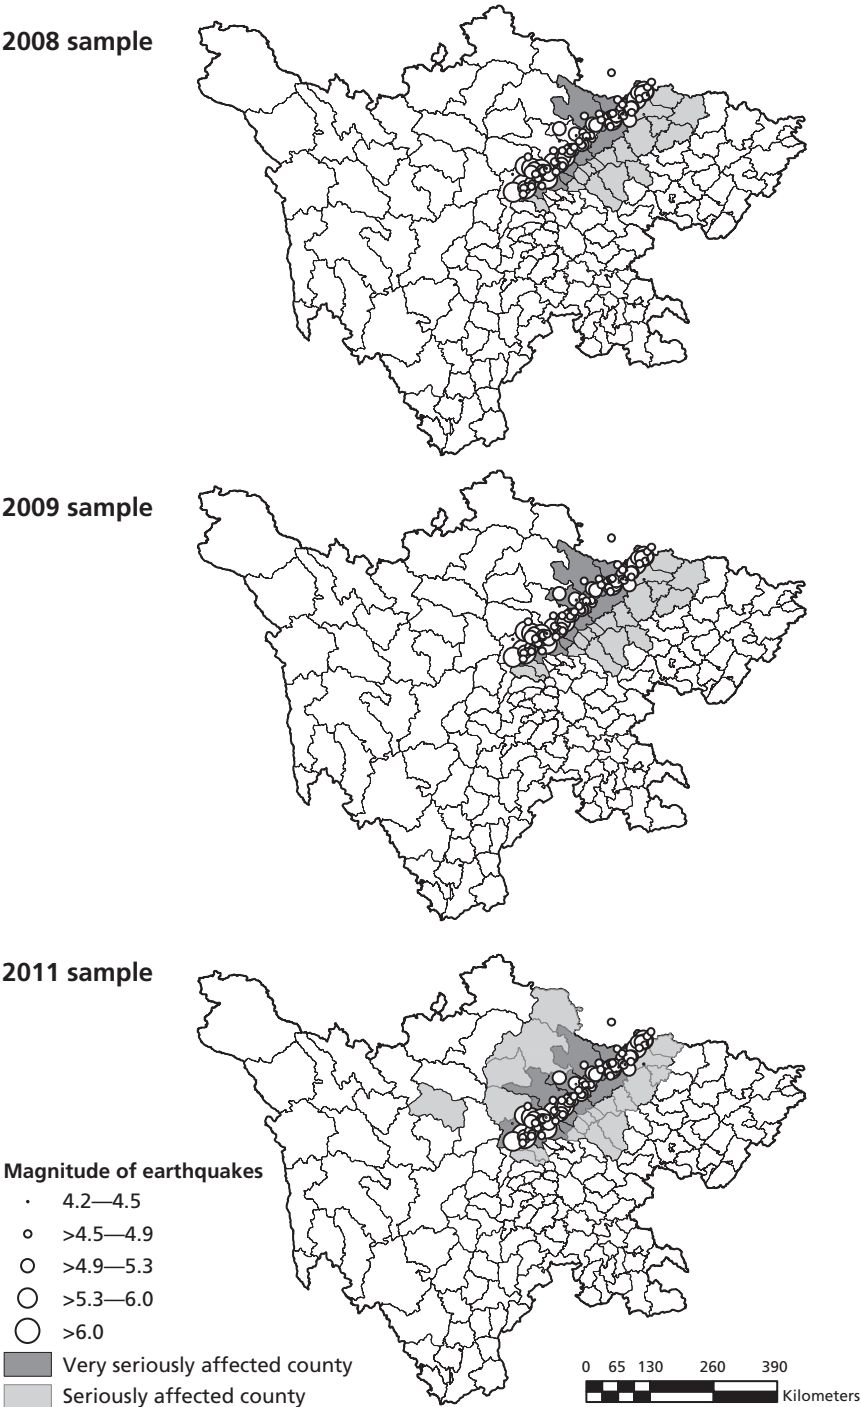 2008 sample
2009 sample
2011 sample
Magnitude of earthquakes
4.2—4.5
>4.5—4.9
>4.9—5.3
>5.3—6.0
>6.0
Very seriously affected county
Seriously affected county
0 65 130 260 390
Kilometers